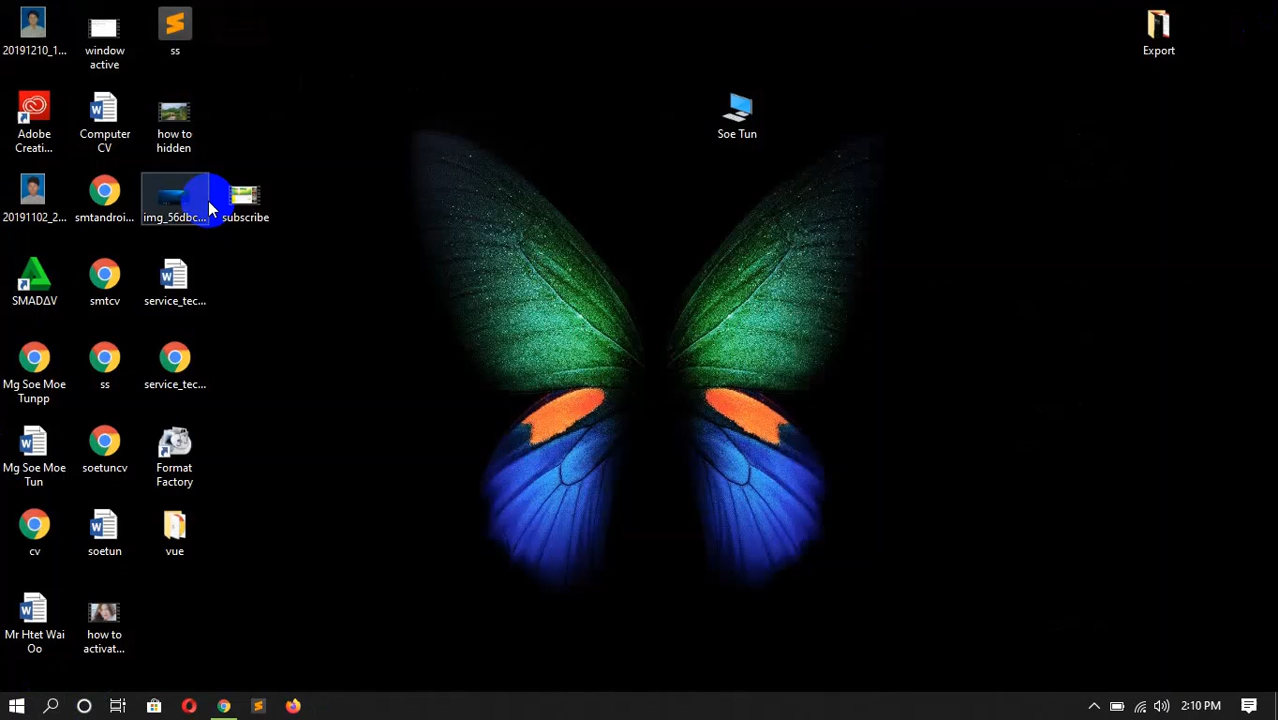 20191210_1...
window
active
ss
Export
Adobe
Creati...
Computer
CV
how to
hidden
Soe Tun
20191102_2...
smtandroi...
img_56dbc...
subscribe
SMADΔV
smtcv
service_tec...
Mg Soe Moe
Tunpp
ss
service_tec...
Mg Soe Moe
Tun
soetuncv
Format
Factory
cv
soetun
vue
Mr Htet Wai
Oo
how to
activat...
2:10 PM